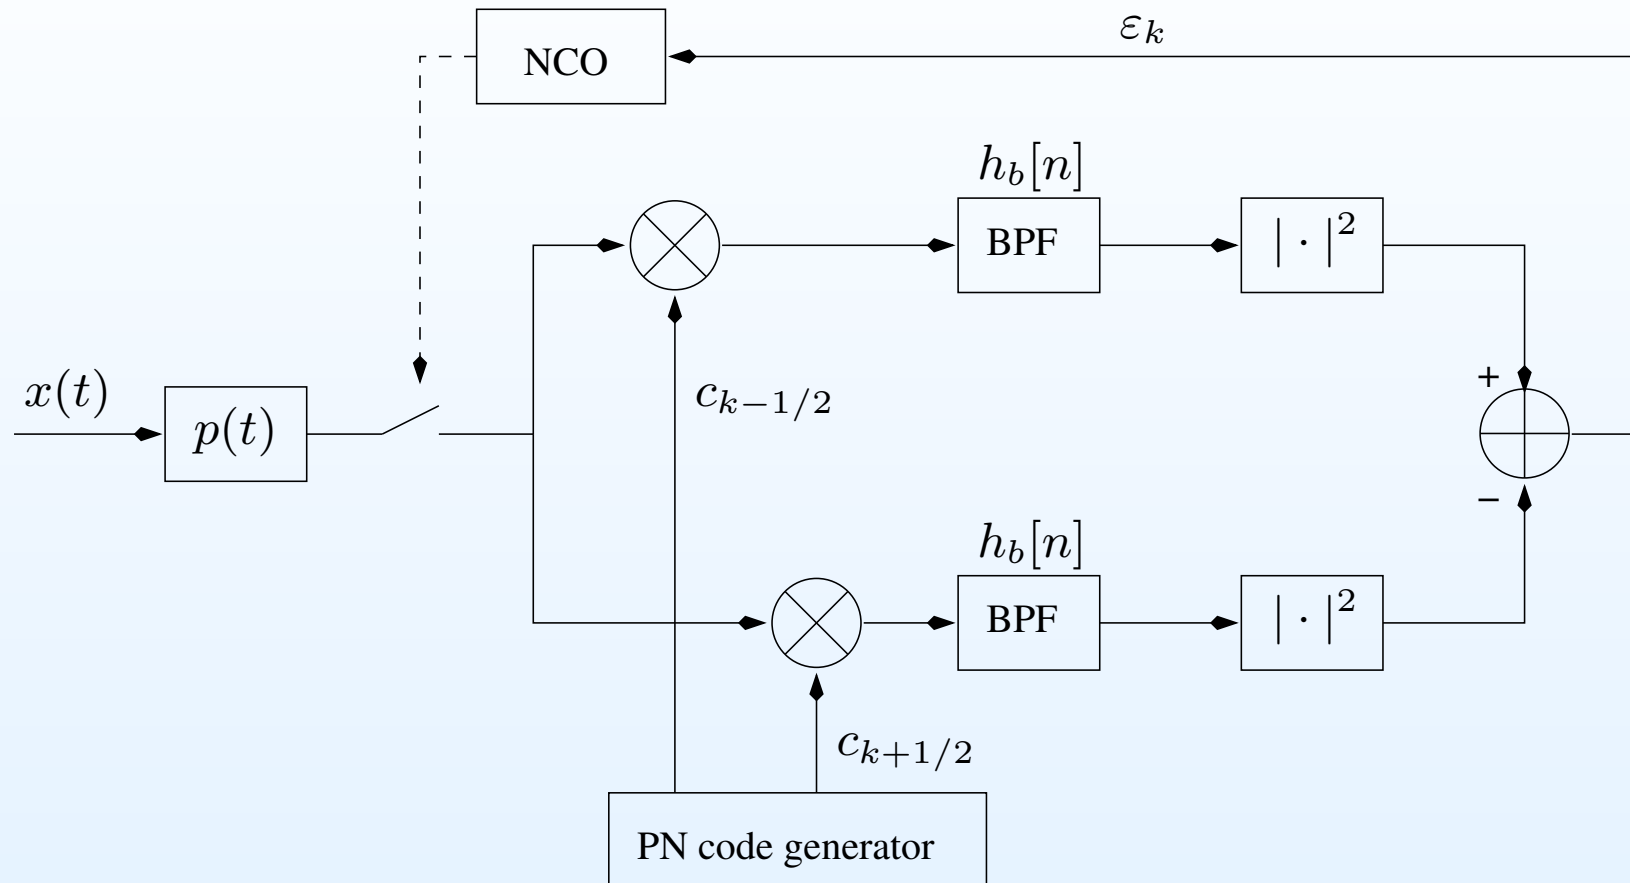 ε_k
NCO
h_b[n]
BPF
| · |²
x(t)
p(t)
c_{k−1/2}
+
−
h_b[n]
BPF
| · |²
c_{k+1/2}
PN code generator